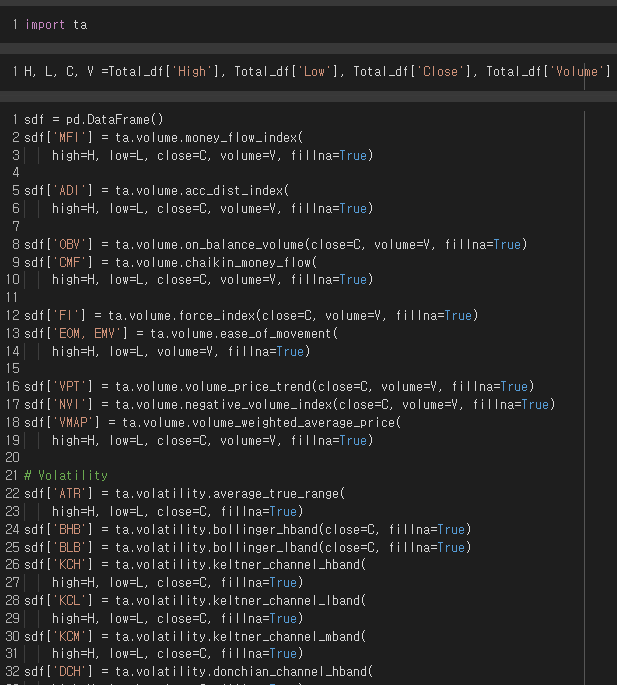 1 import ta
1 H, L, C, V =Total_df['High'], Total_df['Low'], Total_df['Close'], Total_df['Volume']
1 sdf = pd.DataFrame()
2 sdf['MFI'] = ta.volume.money_flow_index(
3     high=H, low=L, close=C, volume=V, fillna=True)
4
5 sdf['ADI'] = ta.volume.acc_dist_index(
6     high=H, low=L, close=C, volume=V, fillna=True)
7
8 sdf['OBV'] = ta.volume.on_balance_volume(close=C, volume=V, fillna=True)
9 sdf['CMF'] = ta.volume.chaikin_money_flow(
10     high=H, low=L, close=C, volume=V, fillna=True)
11
12 sdf['FI'] = ta.volume.force_index(close=C, volume=V, fillna=True)
13 sdf['EOM, EMV'] = ta.volume.ease_of_movement(
14     high=H, low=L, volume=V, fillna=True)
15
16 sdf['VPT'] = ta.volume.volume_price_trend(close=C, volume=V, fillna=True)
17 sdf['NVI'] = ta.volume.negative_volume_index(close=C, volume=V, fillna=True)
18 sdf['VMAP'] = ta.volume.volume_weighted_average_price(
19     high=H, low=L, close=C, volume=V, fillna=True)
20
21 # Volatility
22 sdf['ATR'] = ta.volatility.average_true_range(
23     high=H, low=L, close=C, fillna=True)
24 sdf['BHB'] = ta.volatility.bollinger_hband(close=C, fillna=True)
25 sdf['BLB'] = ta.volatility.bollinger_lband(close=C, fillna=True)
26 sdf['KCH'] = ta.volatility.keltner_channel_hband(
27     high=H, low=L, close=C, fillna=True)
28 sdf['KCL'] = ta.volatility.keltner_channel_lband(
29     high=H, low=L, close=C, fillna=True)
30 sdf['KCM'] = ta.volatility.keltner_channel_mband(
31     high=H, low=L, close=C, fillna=True)
32 sdf['DCH'] = ta.volatility.donchian_channel_hband(